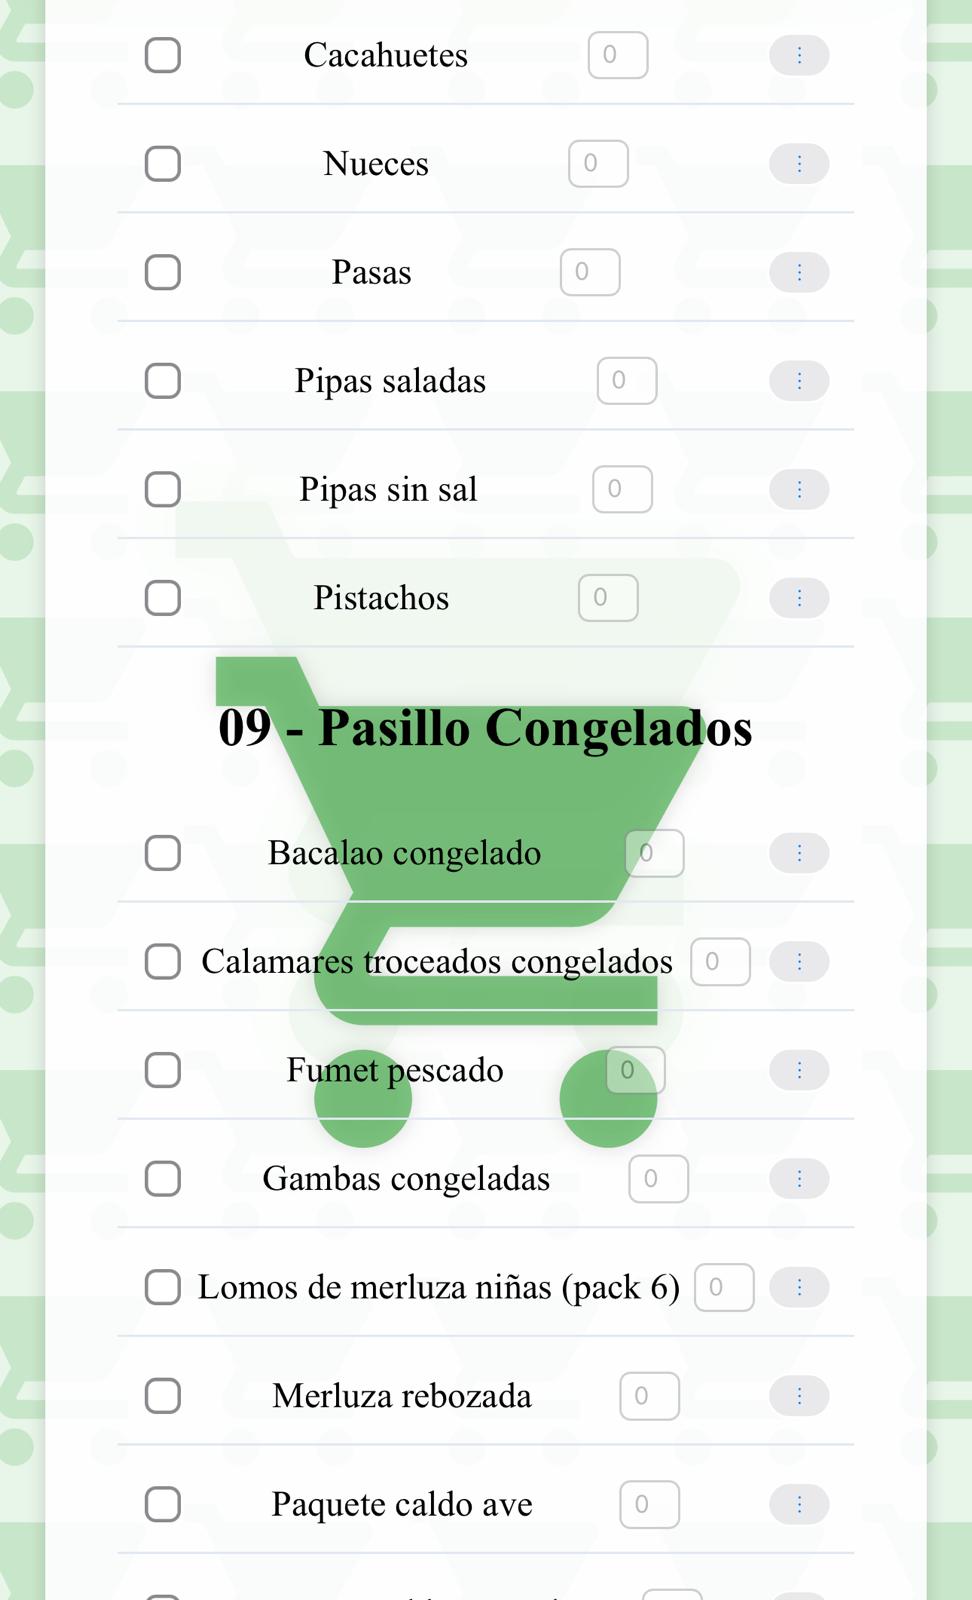 Cacahuetes 0
Nueces 0
Pasas 0
Pipas saladas 0
Pipas sin sal 0
Pistachos 0
09 - Pasillo Congelados
Bacalao congelado 0
Calamares troceados congelados 0
Fumet pescado 0
Gambas congeladas 0
Lomos de merluza niñas (pack 6) 0
Merluza rebozada 0
Paquete caldo ave 0